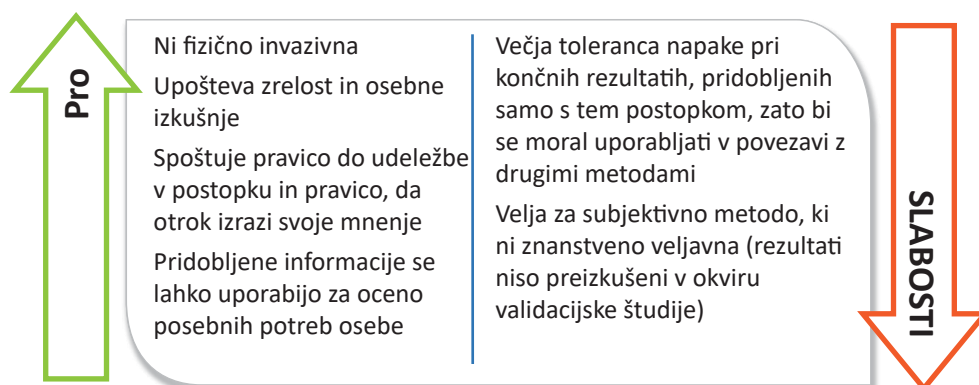 Pro
Ni fizično invazivna
Upošteva zrelost in osebne
izkušnje
Spoštuje pravico do udeležbe
v postopku in pravico, da
otrok izrazi svoje mnenje
Pridobljene informacije se
lahko uporabijo za oceno
posebnih potreb osebe
Večja toleranca napake pri
končnih rezultatih, pridobljenih
samo s tem postopkom, zato bi
se moral uporabljati v povezavi z
drugimi metodami
Velja za subjektivno metodo, ki
ni znanstveno veljavna (rezultati
niso preizkušeni v okviru
validacijske študije)
SLABOSTI